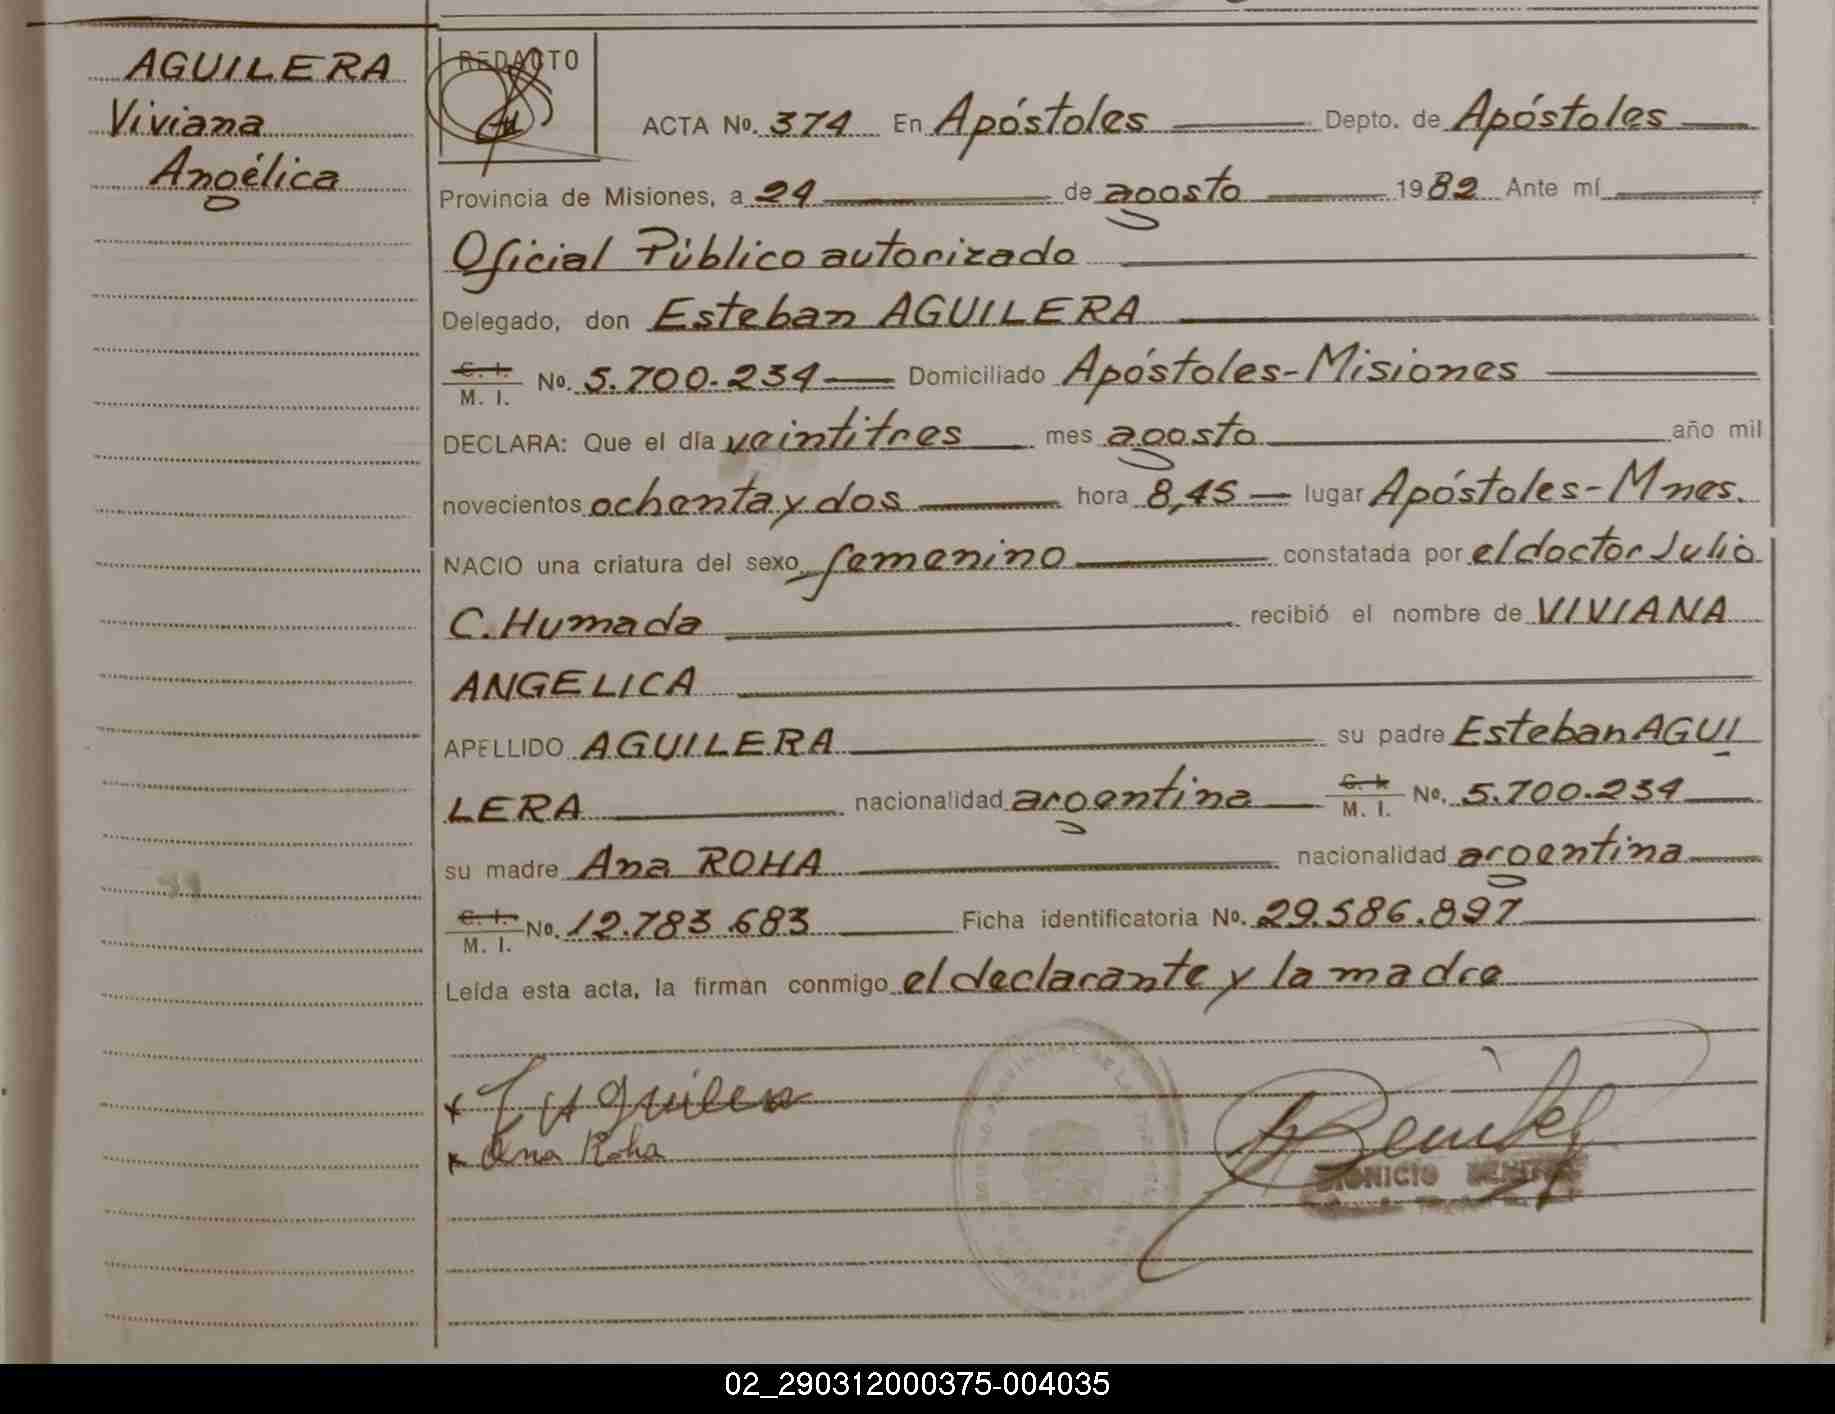 AGUILERA
Viviana
Angélica
REDACTO
ACTA No. 374 En Apóstoles Depto. de Apóstoles
Provincia de Misiones, a 24 de agosto 1982 Ante mí
Oficial Público autorizado
Delegado, don Esteban AGUILERA
C. I. / M. I. No. 5.700.234 Domiciliado Apóstoles-Misiones
DECLARA: Que el día veintitres mes agosto año mil
novecientos ochenta y dos hora 8,45 lugar Apóstoles-Mnes.
NACIO una criatura del sexo femenino constatada por el doctor Julio
C. Humada recibió el nombre de VIVIANA
ANGELICA
APELLIDO AGUILERA su padre Esteban AGUI
LERA nacionalidad argentina C. I. / M. I. No. 5.700.234
su madre Ana ROHA nacionalidad argentina
C. I. / M. I. No. 12.783.683 Ficha identificatoria No. 29.586.897
Leída esta acta, la firman conmigo el declarante y la madre
x E Aguilera
x Ana Roha
DIONICIO BENITEZ
02_290312000375-004035